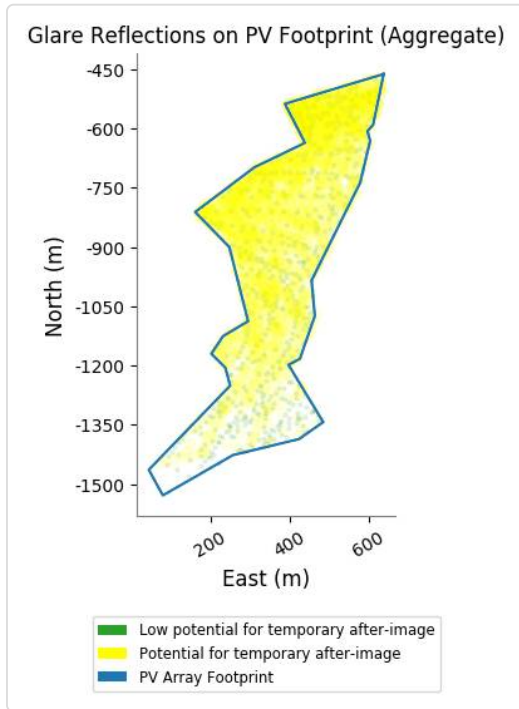 Glare Reflections on PV Footprint (Aggregate)
-450
-600
-750
-900
-1050
-1200
-1350
-1500
North (m)
200
400
600
East (m)
Low potential for temporary after-image
Potential for temporary after-image
PV Array Footprint